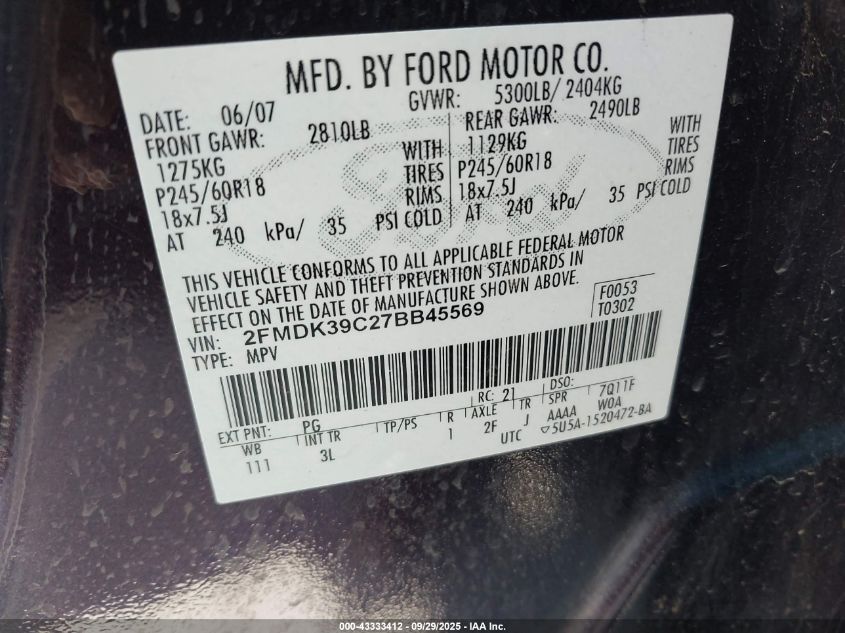 MFD. BY FORD MOTOR CO.
DATE: 06/07 GVWR: 5300LB/ 2404KG
FRONT GAWR: 2810LB REAR GAWR: 2490LB
1275KG WITH 1129KG WITH
P245/60R18 TIRES P245/60R18 TIRES
18x7.5J RIMS 18x7.5J RIMS
AT 240 kPa/ 35 PSI COLD AT 240 kPa/ 35 PSI COLD
THIS VEHICLE CONFORMS TO ALL APPLICABLE FEDERAL MOTOR
VEHICLE SAFETY AND THEFT PREVENTION STANDARDS IN
EFFECT ON THE DATE OF MANUFACTURE SHOWN ABOVE.
VIN: 2FMDK39C27BB45569 F0053
TYPE: MPV T0302
EXT PNT: PG RC: 21 DSO:
WB INT TR TP/PS R AXLE TR SPR 7Q11F
111 3L 1 2F J AAAA WOA
UTC 5U5A-1520472-BA
000-43333412 - 09/29/2025 - IAA Inc.